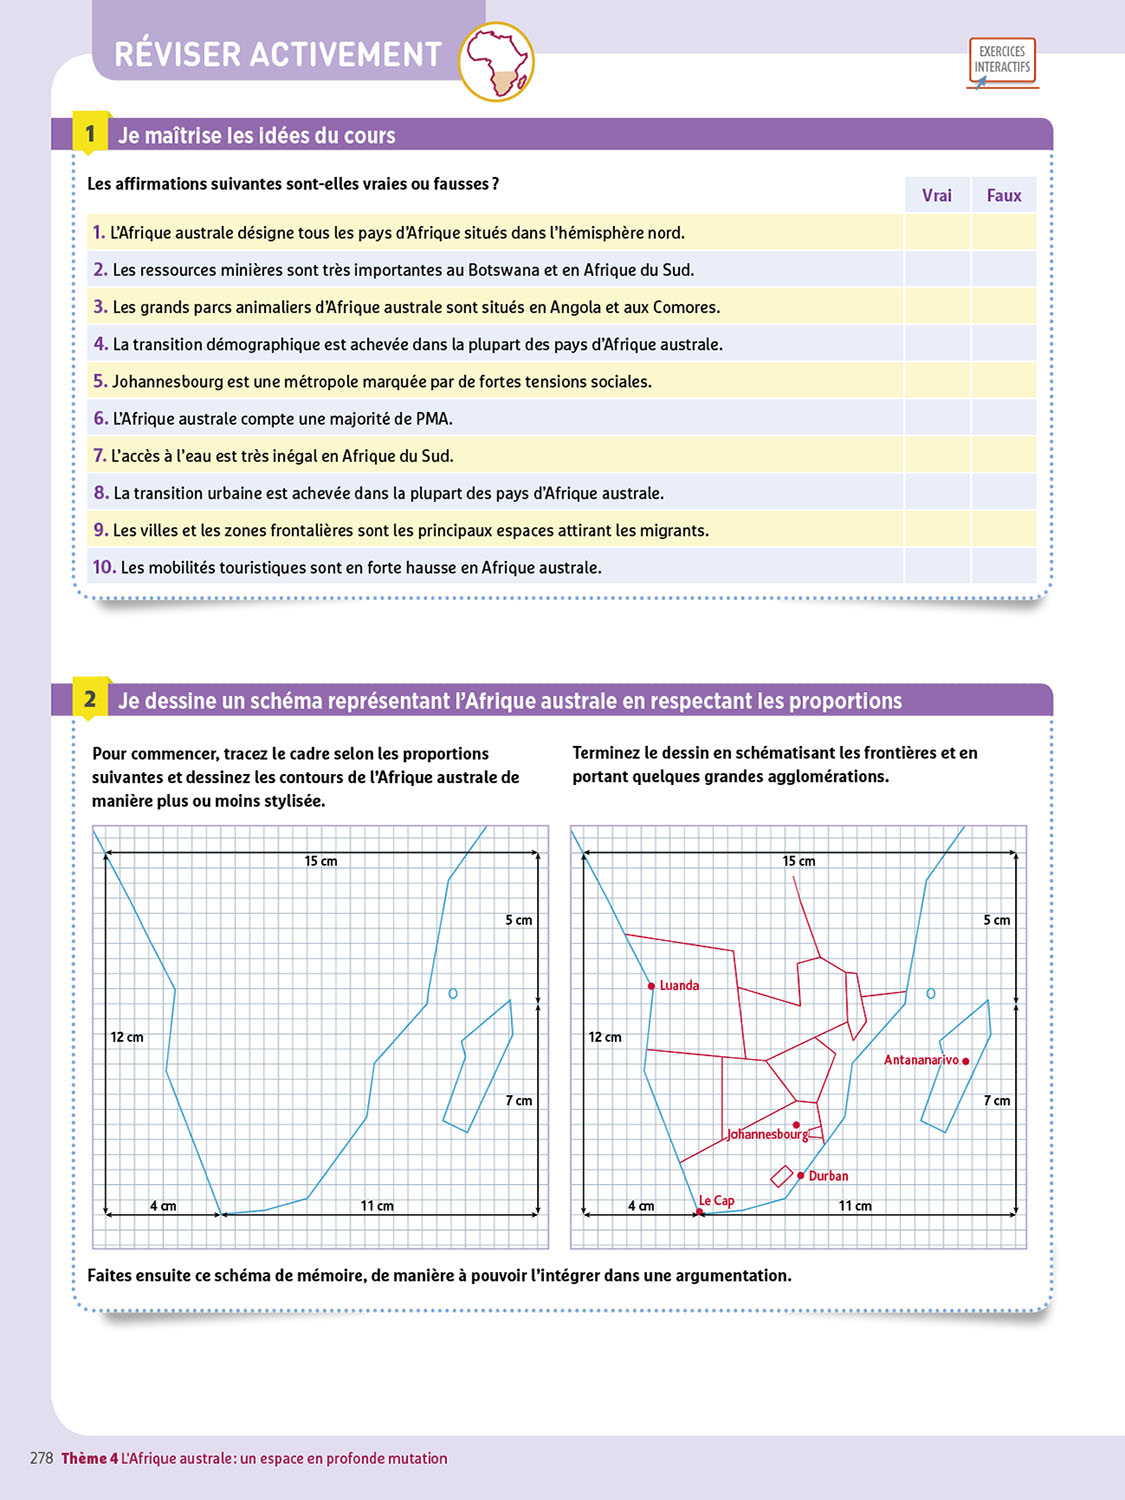 RÉVISER ACTIVEMENT
EXERCICES
INTERACTIFS
1 Je maîtrise les idées du cours
Les affirmations suivantes sont-elles vraies ou fausses ?
Vrai Faux
1. L'Afrique australe désigne tous les pays d'Afrique situés dans l'hémisphère nord.
2. Les ressources minières sont très importantes au Botswana et en Afrique du Sud.
3. Les grands parcs animaliers d'Afrique australe sont situés en Angola et aux Comores.
4. La transition démographique est achevée dans la plupart des pays d'Afrique australe.
5. Johannesbourg est une métropole marquée par de fortes tensions sociales.
6. L'Afrique australe compte une majorité de PMA.
7. L'accès à l'eau est très inégal en Afrique du Sud.
8. La transition urbaine est achevée dans la plupart des pays d'Afrique australe.
9. Les villes et les zones frontalières sont les principaux espaces attirant les migrants.
10. Les mobilités touristiques sont en forte hausse en Afrique australe.
2 Je dessine un schéma représentant l'Afrique australe en respectant les proportions
Pour commencer, tracez le cadre selon les proportions
suivantes et dessinez les contours de l'Afrique australe de
manière plus ou moins stylisée.
15 cm
5 cm
12 cm
7 cm
4 cm
11 cm
Terminez le dessin en schématisant les frontières et en
portant quelques grandes agglomérations.
15 cm
5 cm
Luanda
12 cm
Antananarivo
7 cm
Johannesbourg
Durban
Le Cap
4 cm
11 cm
Faites ensuite ce schéma de mémoire, de manière à pouvoir l'intégrer dans une argumentation.
278 Thème 4 L'Afrique australe : un espace en profonde mutation